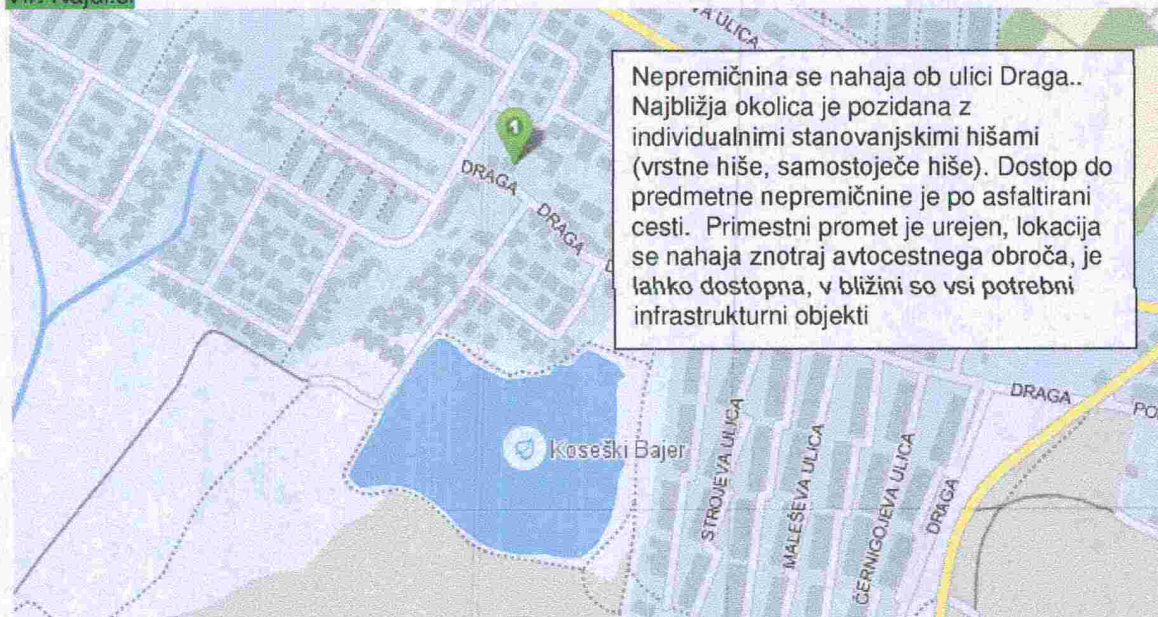 VA ULICA
Nepremičnina se nahaja ob ulici Draga..
Najbližja okolica je pozidana z
individualnimi stanovanjskimi hišami
(vrstne hiše, samostoječe hiše). Dostop do
predmetne nepremičnine je po asfaltirani
cesti.  Primestni promet je urejen, lokacija
se nahaja znotraj avtocestnega obroča, je
lahko dostopna, v bližini so vsi potrebni
infrastrukturni objekti
1
DRAGA
DRAGA
DRAGA
Koseški Bajer
STROJEVA ULICA
MALEŠEVA ULICA
ČERNIGOJEVA ULICA
DRAGA